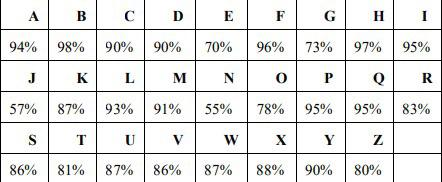 A B C D E F G H I
94% 98% 90% 90% 70% 96% 73% 97% 95%
J K L M N O P Q R
57% 87% 93% 91% 55% 78% 95% 95% 83%
S T U V W X Y Z
86% 81% 87% 86% 87% 88% 90% 80%